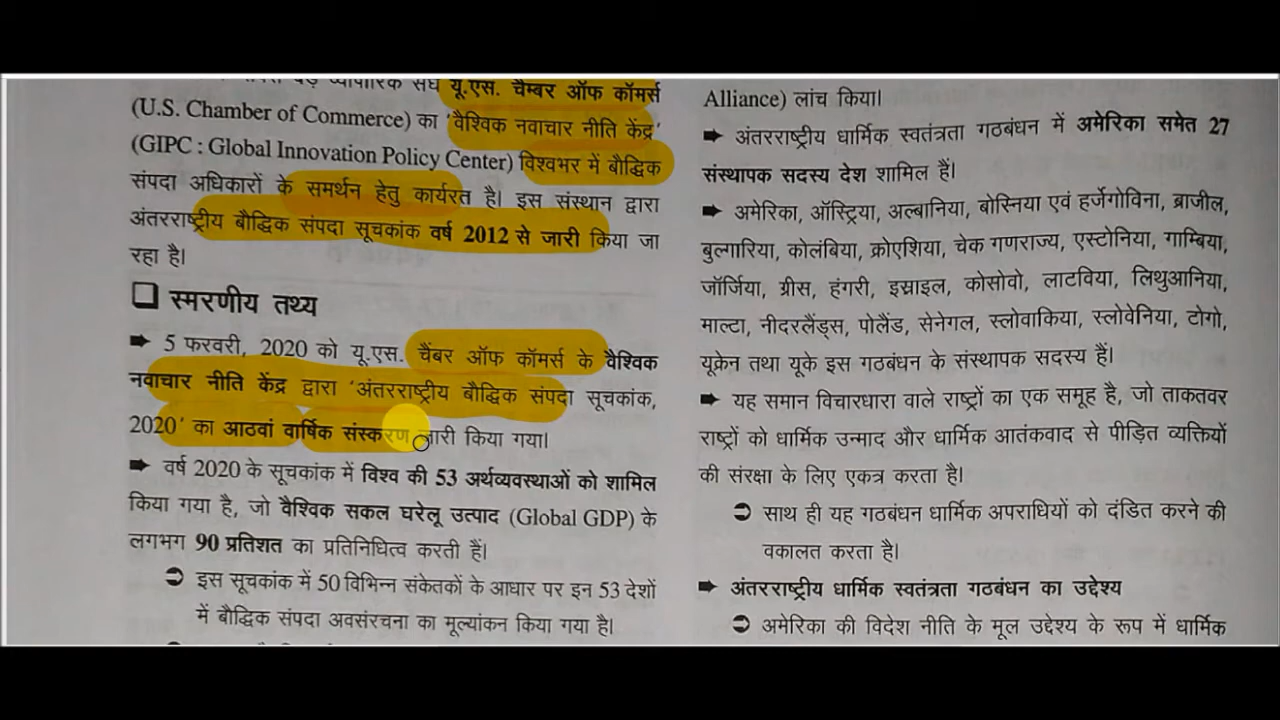 व्यापारिक संघ यू.एस. चैम्बर ऑफ कॉमर्स
(U.S. Chamber of Commerce) का 'वैश्विक नवाचार नीति केंद्र'
(GIPC : Global Innovation Policy Center) विश्वभर में बौद्धिक
संपदा अधिकारों के समर्थन हेतु कार्यरत है। इस संस्थान द्वारा
अंतरराष्ट्रीय बौद्धिक संपदा सूचकांक वर्ष 2012 से जारी किया जा
रहा है।
❑ स्मरणीय तथ्य
➡ 5 फरवरी, 2020 को यू.एस. चैंबर ऑफ कॉमर्स के वैश्विक
नवाचार नीति केंद्र द्वारा 'अंतरराष्ट्रीय बौद्धिक संपदा सूचकांक,
2020' का आठवां वार्षिक संस्करण जारी किया गया।
➡ वर्ष 2020 के सूचकांक में विश्व की 53 अर्थव्यवस्थाओं को शामिल
किया गया है, जो वैश्विक सकल घरेलू उत्पाद (Global GDP) के
लगभग 90 प्रतिशत का प्रतिनिधित्व करती हैं।
➲ इस सूचकांक में 50 विभिन्न संकेतकों के आधार पर इन 53 देशों
में बौद्धिक संपदा अवसंरचना का मूल्यांकन किया गया है।
Alliance) लांच किया।
➡ अंतरराष्ट्रीय धार्मिक स्वतंत्रता गठबंधन में अमेरिका समेत 27
संस्थापक सदस्य देश शामिल हैं।
➡ अमेरिका, ऑस्ट्रिया, अल्बानिया, बोस्निया एवं हर्जेगोविना, ब्राजील,
बुल्गारिया, कोलंबिया, क्रोएशिया, चेक गणराज्य, एस्टोनिया, गाम्बिया,
जॉर्जिया, ग्रीस, हंगरी, इस्राइल, कोसोवो, लाटविया, लिथुआनिया,
माल्टा, नीदरलैंड्स, पोलैंड, सेनेगल, स्लोवाकिया, स्लोवेनिया, टोगो,
यूक्रेन तथा यूके इस गठबंधन के संस्थापक सदस्य हैं।
➡ यह समान विचारधारा वाले राष्ट्रों का एक समूह है, जो ताकतवर
राष्ट्रों को धार्मिक उन्माद और धार्मिक आतंकवाद से पीड़ित व्यक्तियों
की संरक्षा के लिए एकत्र करता है।
➲ साथ ही यह गठबंधन धार्मिक अपराधियों को दंडित करने की
वकालत करता है।
➡ अंतरराष्ट्रीय धार्मिक स्वतंत्रता गठबंधन का उद्देश्य
➲ अमेरिका की विदेश नीति के मूल उद्देश्य के रूप में धार्मिक